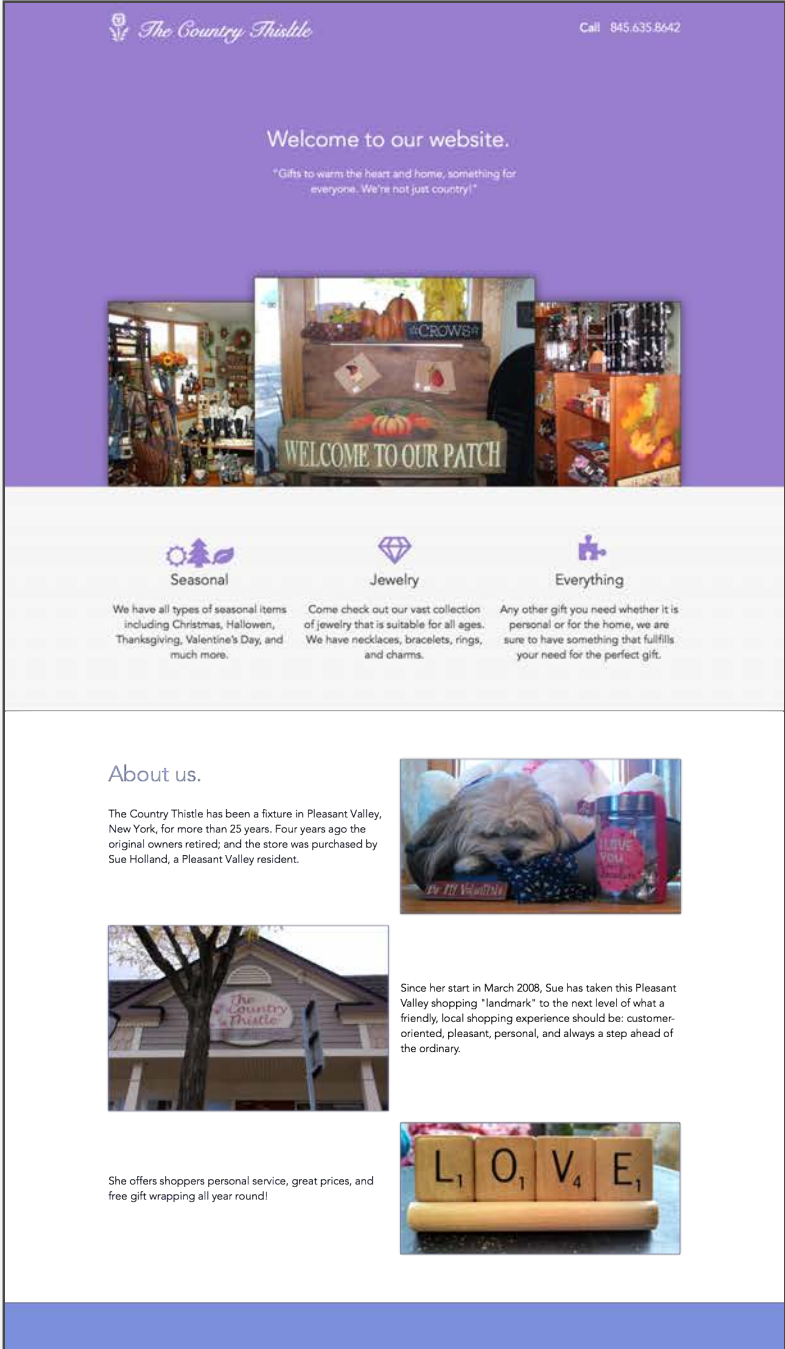 The Country Thisltle
Call 845.635.8642
Welcome to our website.
"Gifts to warm the heart and home, something for
everyone. We're not just country!"
☆CROWS☆
WELCOME TO OUR PATCH
Seasonal
Jewelry
Everything
We have all types of seasonal items
including Christmas, Hallowen,
Thanksgiving, Valentine's Day, and
much more.
Come check out our vast collection
of jewelry that is suitable for all ages.
We have necklaces, bracelets, rings,
and charms.
Any other gift you need whether it is
personal or for the home, we are
sure to have something that fullfills
your need for the perfect gift.
About us.
The Country Thistle has been a fixture in Pleasant Valley,
New York, for more than 25 years. Four years ago the
original owners retired; and the store was purchased by
Sue Holland, a Pleasant Valley resident.
Be My Valentine
I LOVE
YOU
The
Country
Thistle
Since her start in March 2008, Sue has taken this Pleasant
Valley shopping "landmark" to the next level of what a
friendly, local shopping experience should be: customer-
oriented, pleasant, personal, and always a step ahead of
the ordinary.
She offers shoppers personal service, great prices, and
free gift wrapping all year round!
L1 O1 V4 E1